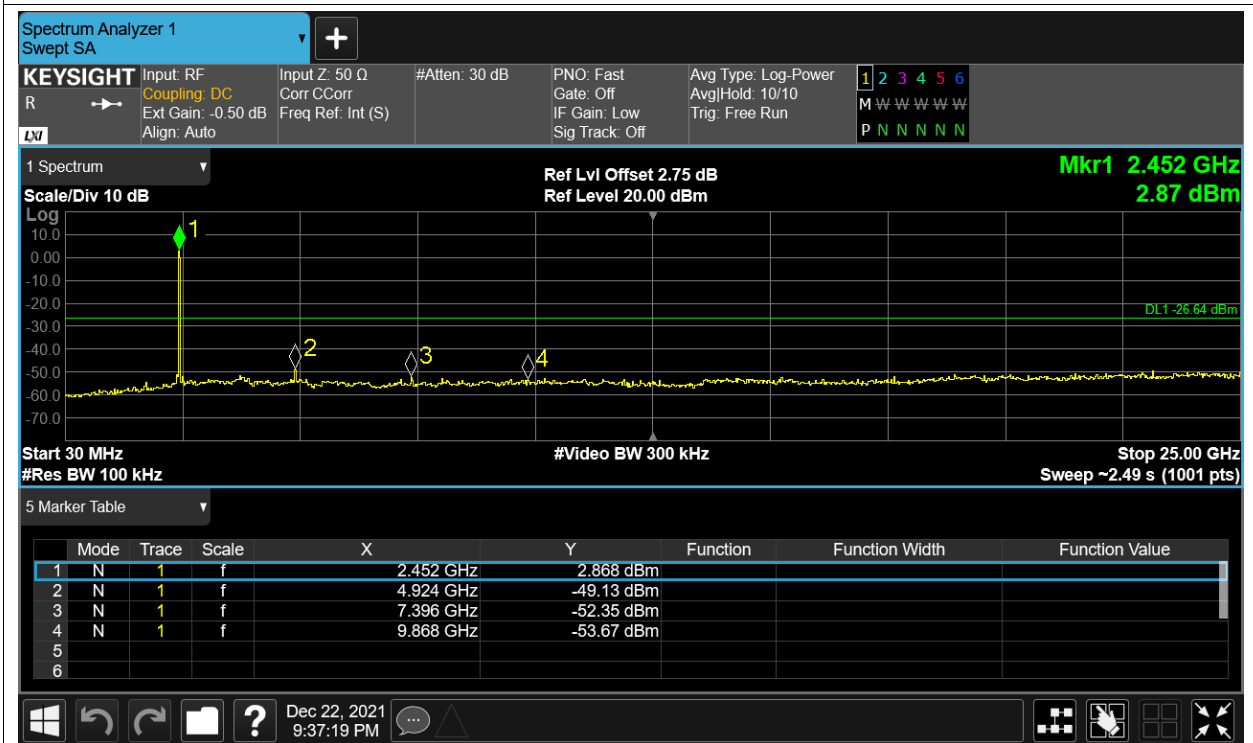 Spectrum Analyzer 1
Swept SA
KEYSIGHT
R
LXI
Input: RF
Coupling: DC
Ext Gain: -0.50 dB
Align: Auto
Input Z: 50 Ω
Corr CCorr
Freq Ref: Int (S)
#Atten: 30 dB
PNO: Fast
Gate: Off
IF Gain: Low
Sig Track: Off
Avg Type: Log-Power
Avg|Hold: 10/10
Trig: Free Run
1 2 3 4 5 6
M W W W W W
P N N N N N
1 Spectrum
Scale/Div 10 dB
Ref Lvl Offset 2.75 dB
Ref Level 20.00 dBm
Mkr1 2.452 GHz
2.87 dBm
Log
10.0
0.00
-10.0
-20.0
-30.0
-40.0
-50.0
-60.0
-70.0
1
2
3
4
DL1 -26.64 dBm
Start 30 MHz
#Video BW 300 kHz
Stop 25.00 GHz
#Res BW 100 kHz
Sweep ~2.49 s (1001 pts)
5 Marker Table
Mode Trace Scale X Y Function Function Width Function Value
1 N 1 f 2.452 GHz 2.868 dBm
2 N 1 f 4.924 GHz -49.13 dBm
3 N 1 f 7.396 GHz -52.35 dBm
4 N 1 f 9.868 GHz -53.67 dBm
5
6
?
Dec 22, 2021
9:37:19 PM